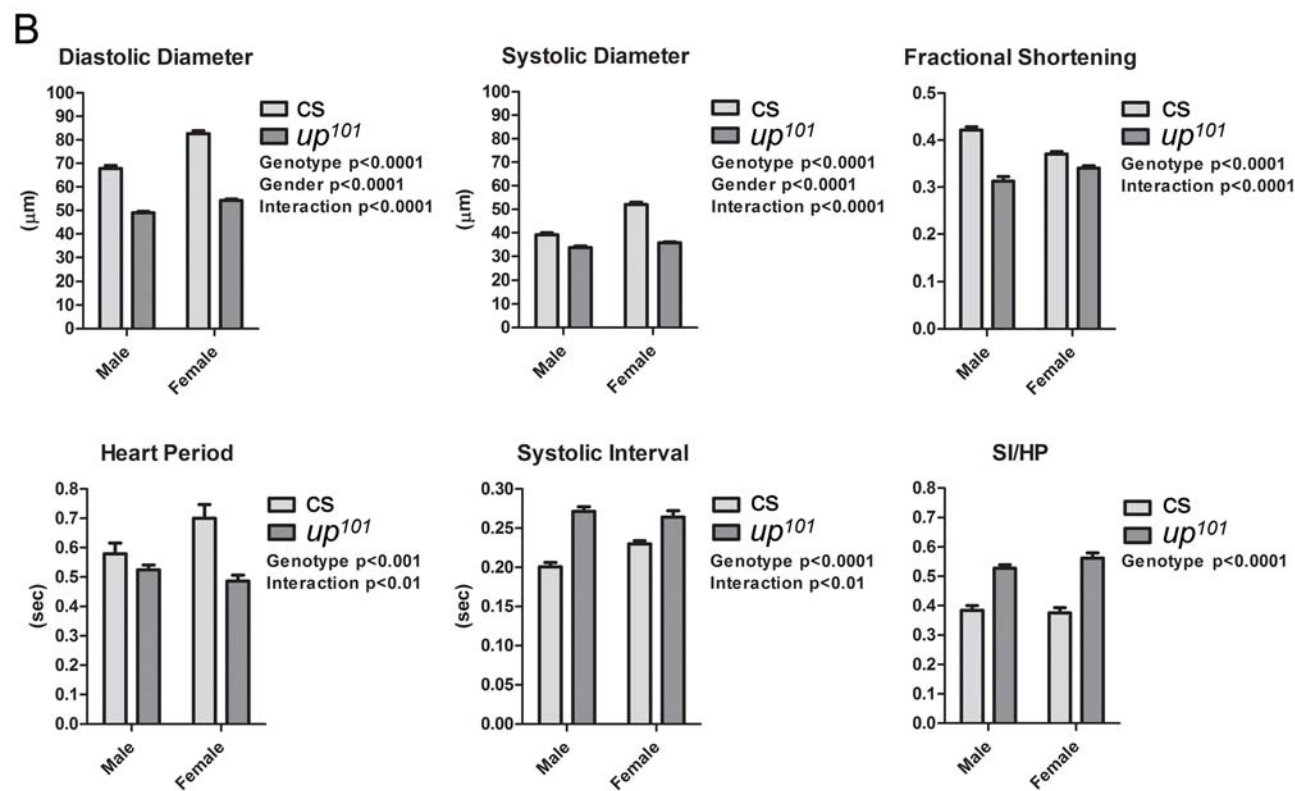 B
Diastolic Diameter
100
90
80
70
60
50
40
30
20
10
0
(μm)
Male
Female
CS
up101
Genotype p<0.0001
Gender p<0.0001
Interaction p<0.0001
Systolic Diameter
100
90
80
70
60
50
40
30
20
10
0
(μm)
Male
Female
CS
up101
Genotype p<0.0001
Gender p<0.0001
Interaction p<0.0001
Fractional Shortening
0.5
0.4
0.3
0.2
0.1
0.0
Male
Female
CS
up101
Genotype p<0.0001
Interaction p<0.0001
Heart Period
0.8
0.7
0.6
0.5
0.4
0.3
0.2
0.1
0.0
(sec)
Male
Female
CS
up101
Genotype p<0.001
Interaction p<0.01
Systolic Interval
0.30
0.25
0.20
0.15
0.10
0.05
0.00
(sec)
Male
Female
CS
up101
Genotype p<0.0001
Interaction p<0.01
SI/HP
0.8
0.7
0.6
0.5
0.4
0.3
0.2
0.1
0.0
Male
Female
CS
up101
Genotype p<0.0001